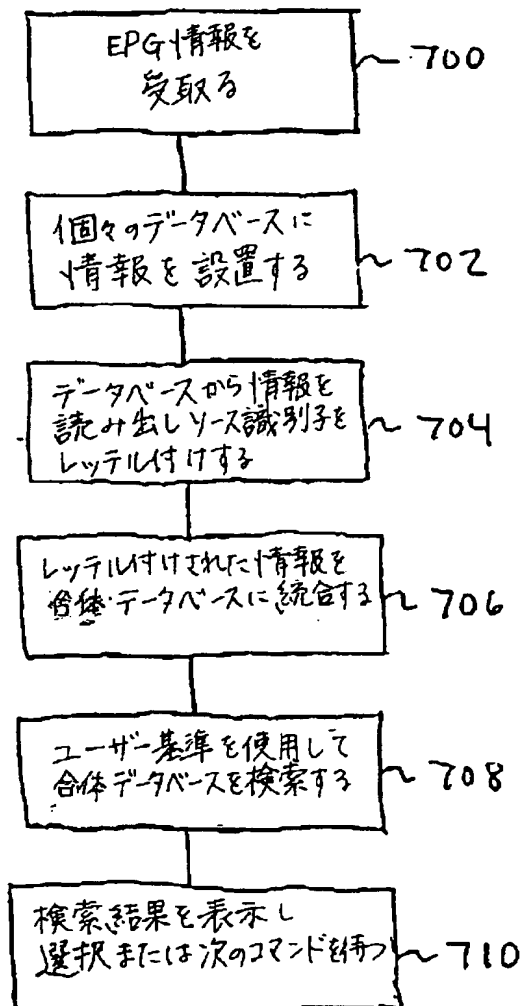 EPG情報を
受取る
700
個々のデータベースに
情報を設置する
702
データベースから情報を
読み出しソース識別子を
レッテル付けする
704
レッテル付けされた情報を
合体データベースに統合する
706
ユーザー基準を使用して
合体データベースを検索する
708
検索結果を表示し
選択または次のコマンドを待つ
710